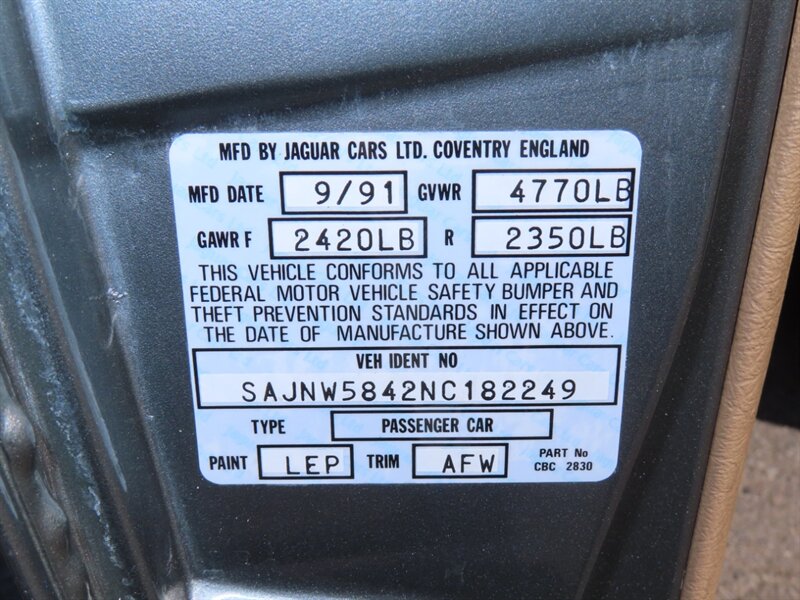 MFD BY JAGUAR CARS LTD. COVENTRY ENGLAND
MFD DATE 9/91 GVWR 4770LB
GAWR F 2420LB R 2350LB
THIS VEHICLE CONFORMS TO ALL APPLICABLE
FEDERAL MOTOR VEHICLE SAFETY BUMPER AND
THEFT PREVENTION STANDARDS IN EFFECT ON
THE DATE OF MANUFACTURE SHOWN ABOVE.
VEH IDENT NO
SAJNW5842NC182249
TYPE PASSENGER CAR
PAINT LEP TRIM AFW PART No
CBC 2830